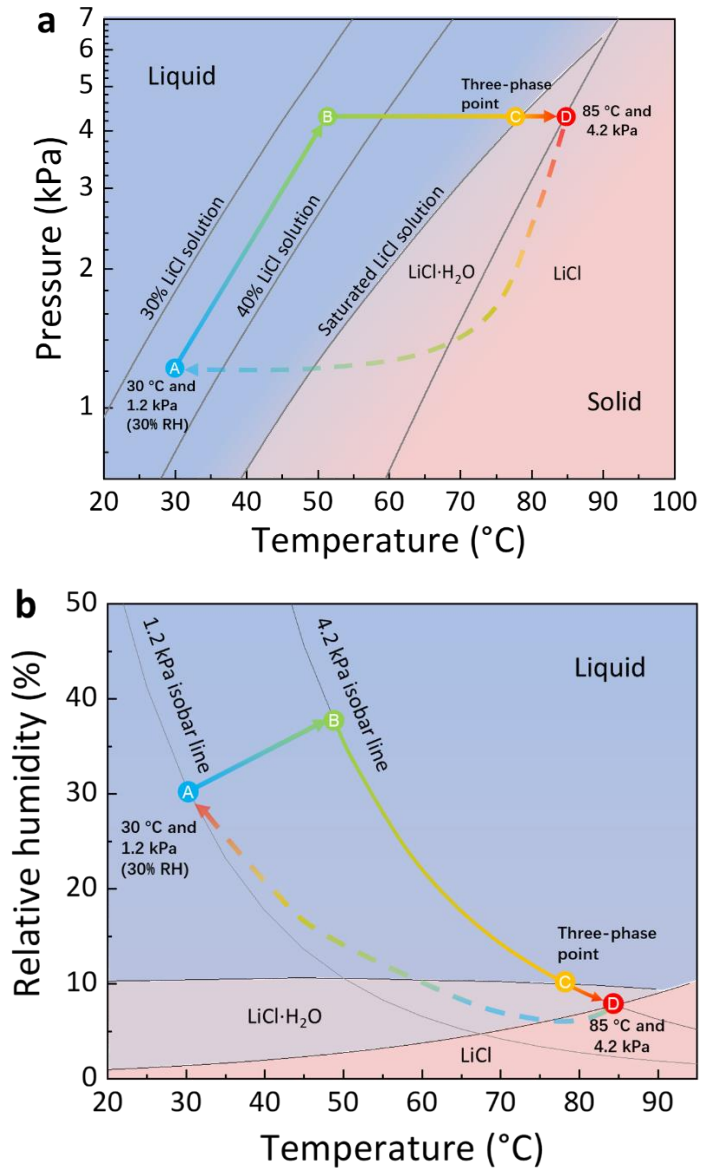 a
7
6
5
4
3
2
1
Pressure (kPa)
Liquid
30% LiCl solution
40% LiCl solution
Saturated LiCl solution
Three-phase
point
A
B
C
D
85 °C and
4.2 kPa
LiCl·H₂O
LiCl
30 °C and
1.2 kPa
(30% RH)
Solid
20 30 40 50 60 70 80 90 100
Temperature (°C)
b
50
40
30
20
10
0
Relative humidity (%)
1.2 kPa isobar line
4.2 kPa isobar line
Liquid
B
A
30 °C and
1.2 kPa
(30% RH)
Three-phase
point
C
D
LiCl·H₂O
85 °C and
4.2 kPa
LiCl
20 30 40 50 60 70 80 90
Temperature (°C)